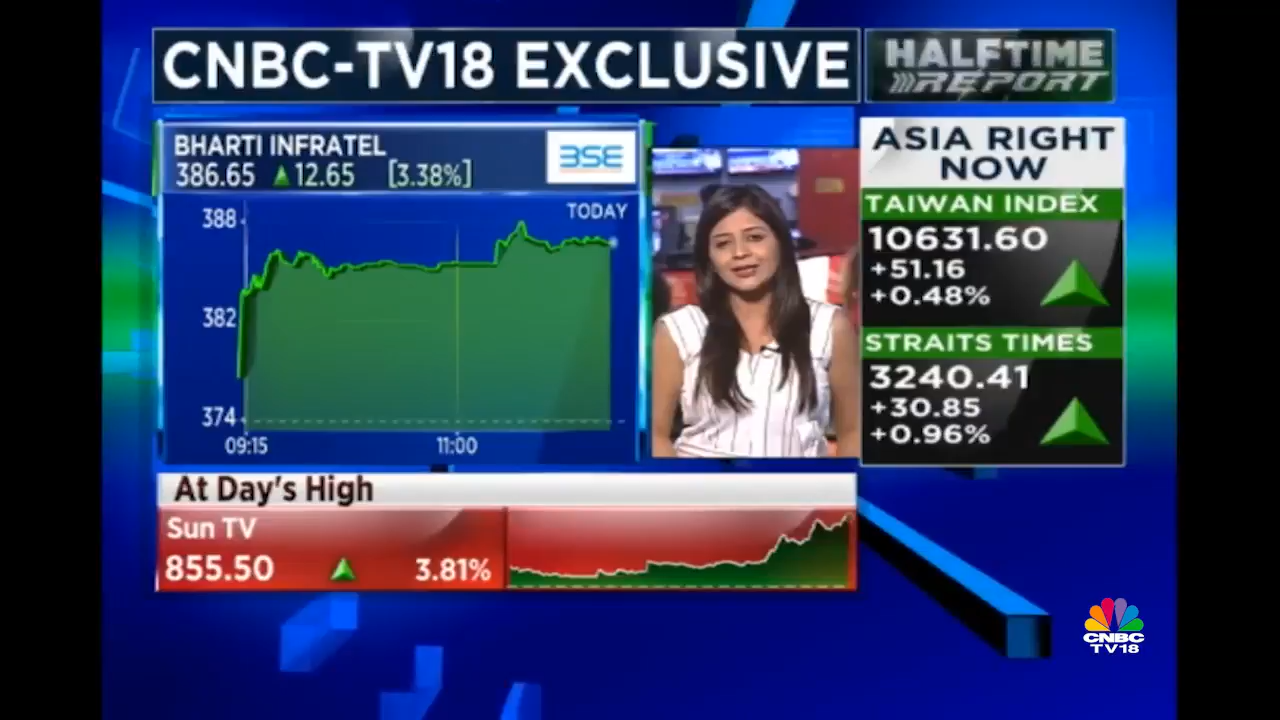 CNBC-TV18 EXCLUSIVE
HALFTIME
REPORT
BHARTI INFRATEL
386.65 ▲ 12.65 [3.38%]
BSE
TODAY
388
382
374
09:15 11:00
ASIA RIGHT
NOW
TAIWAN INDEX
10631.60
+51.16
+0.48%
STRAITS TIMES
3240.41
+30.85
+0.96%
At Day's High
Sun TV
855.50 ▲ 3.81%
CNBC
TV18